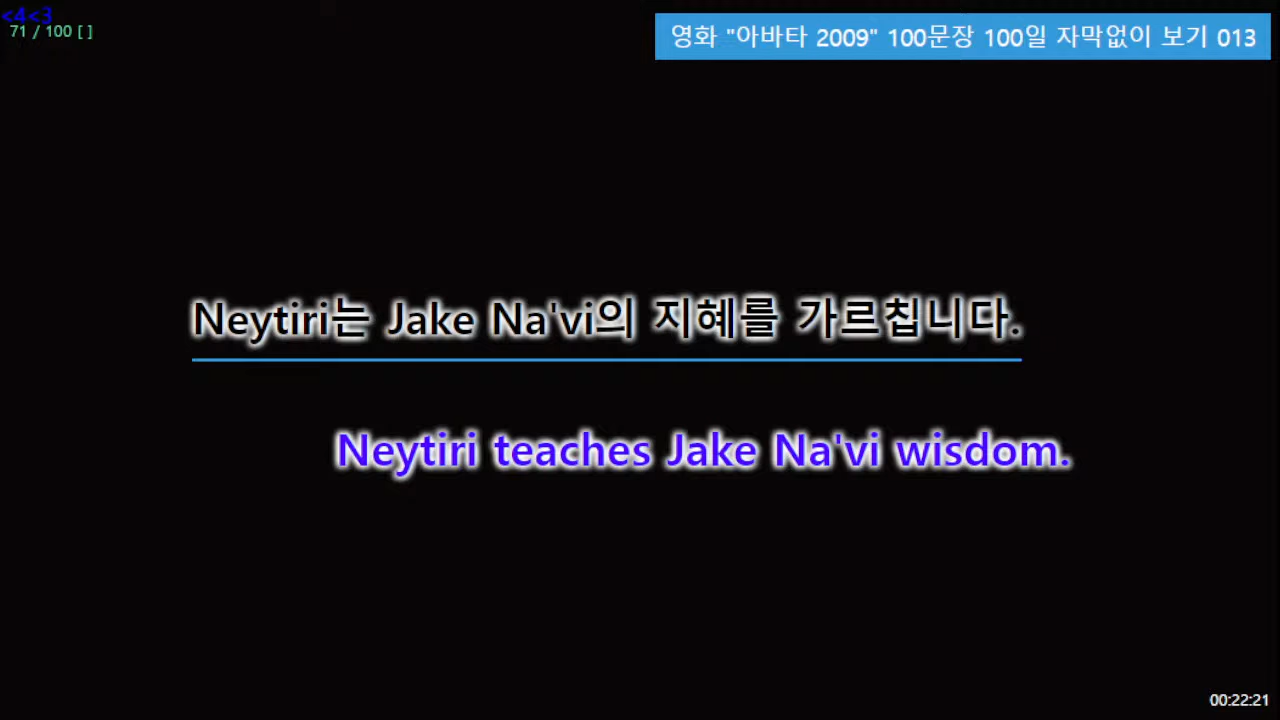 <4<3
71 / 100 [ ]
영화 "아바타 2009" 100문장 100일 자막없이 보기 013
Neytiri는 Jake Na'vi의 지혜를 가르칩니다.
Neytiri teaches Jake Na'vi wisdom.
00:22:21